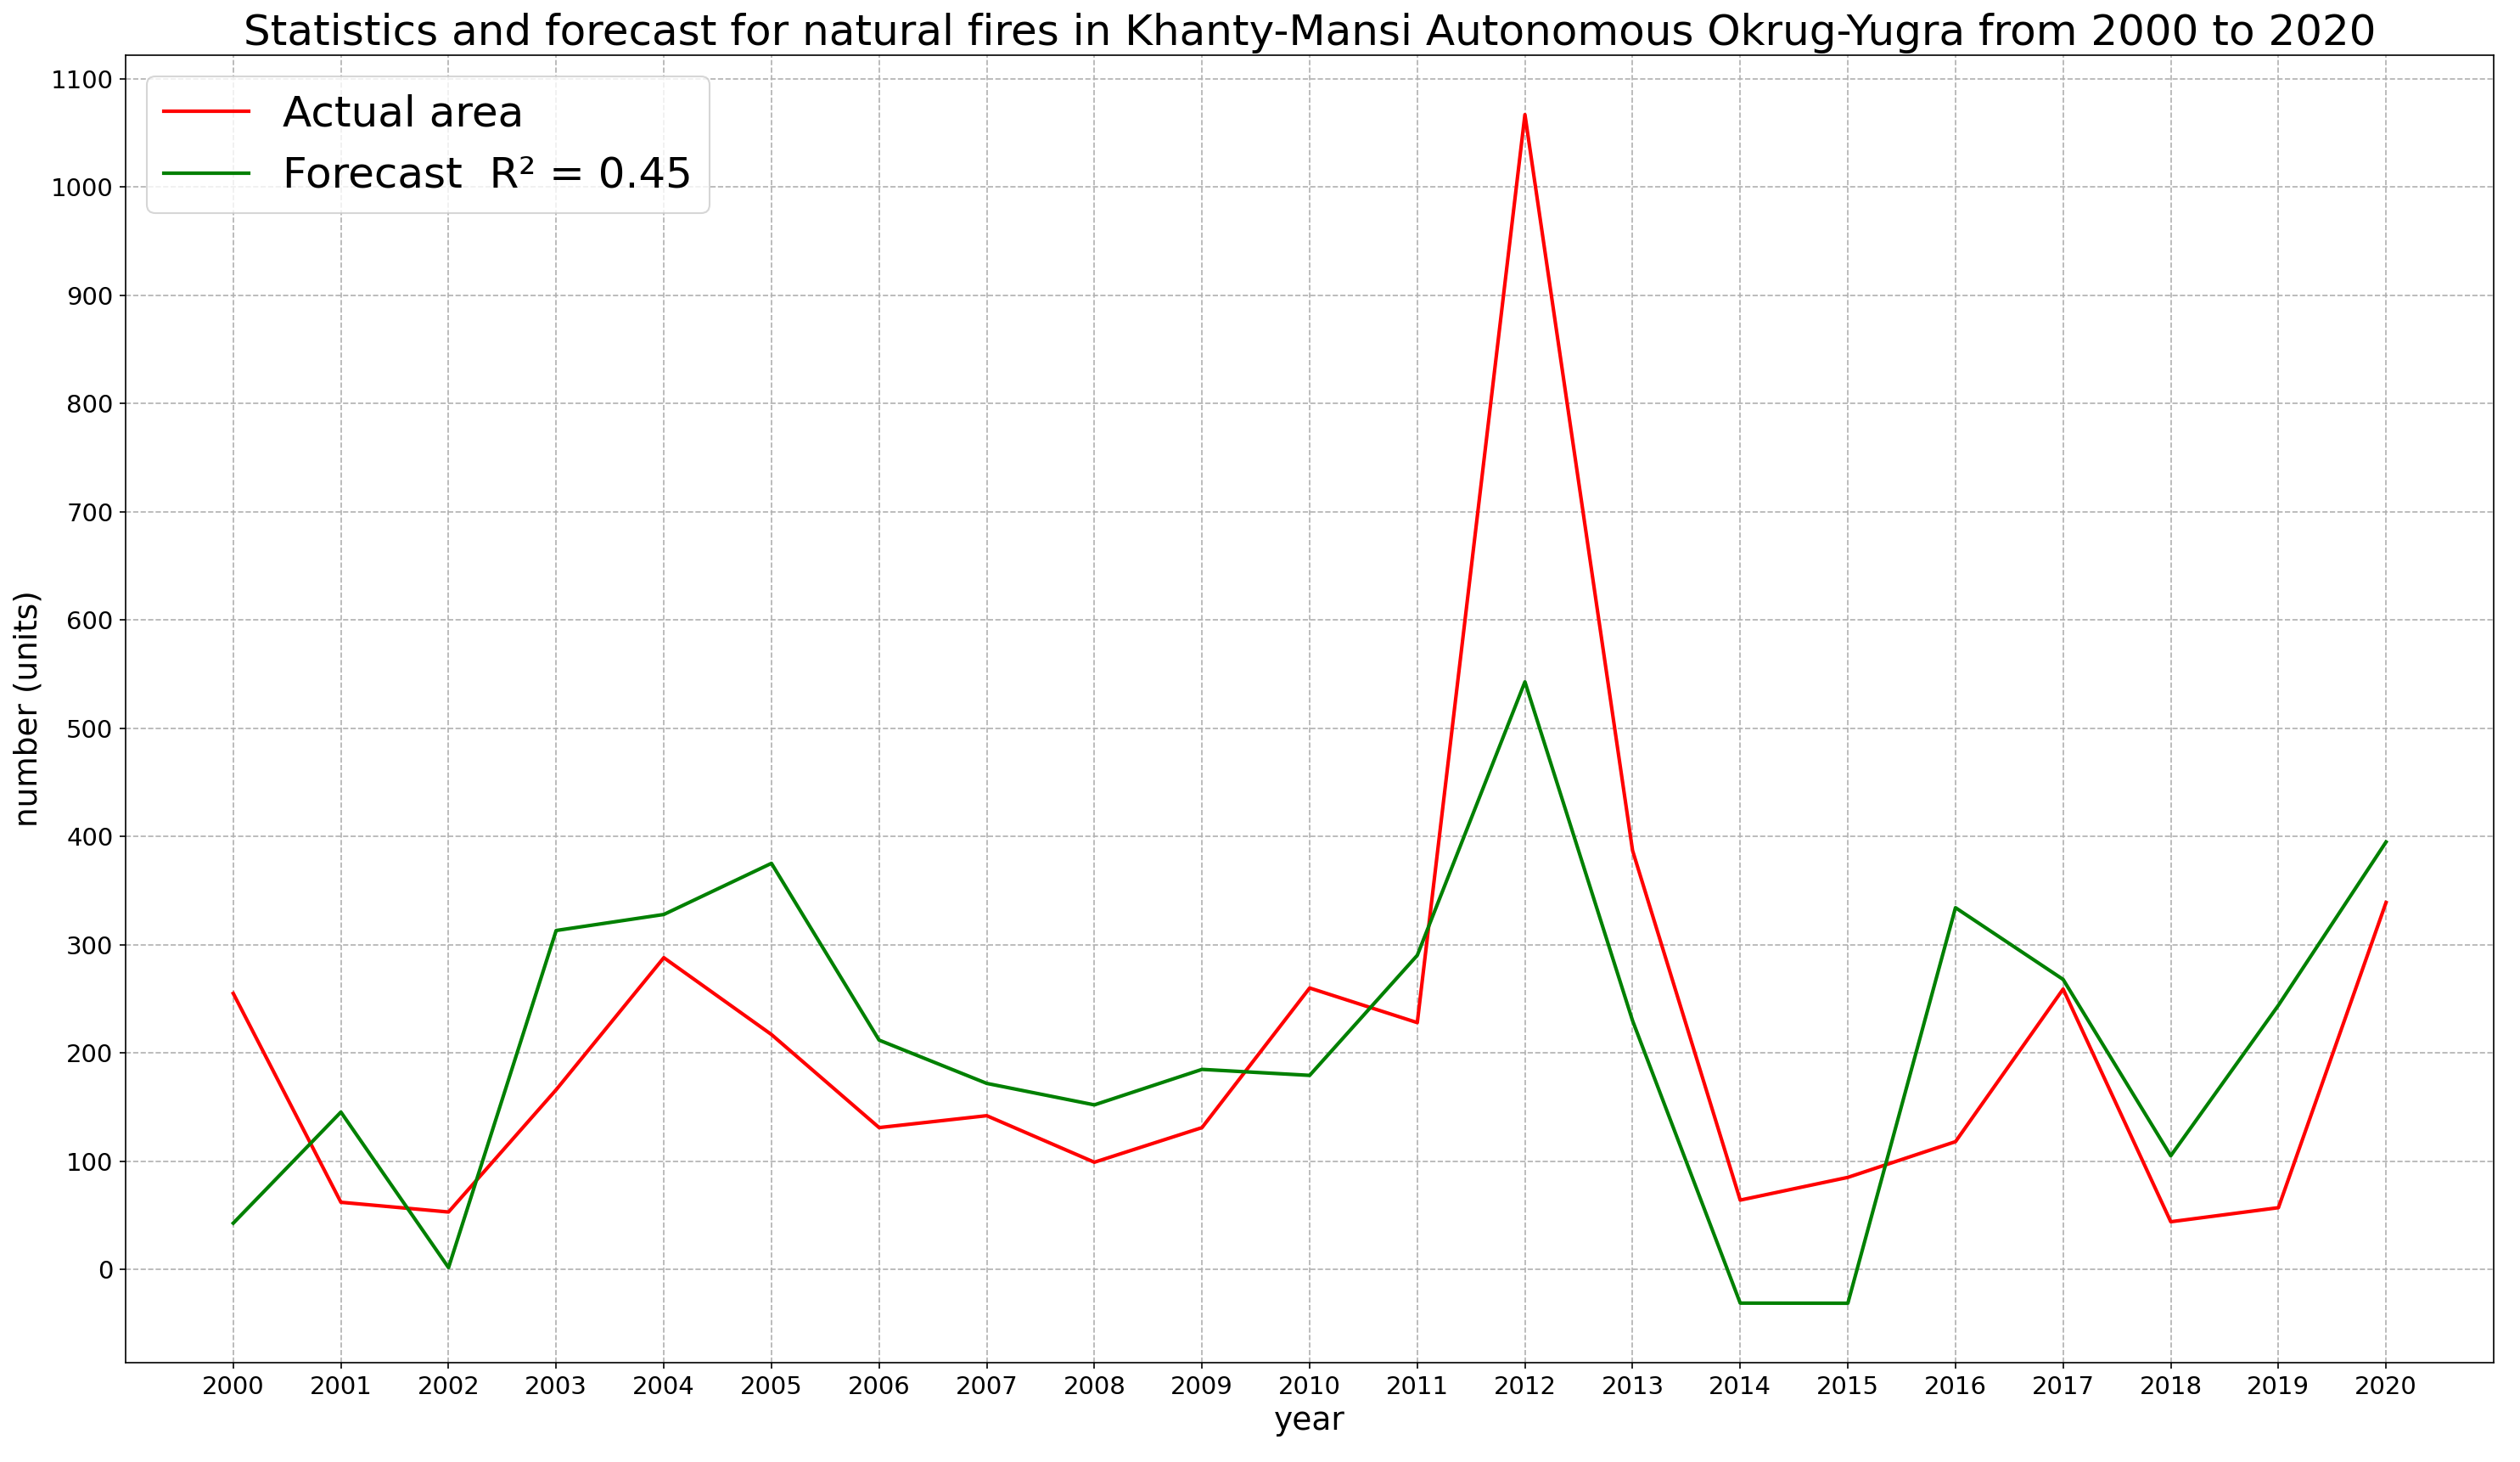 Statistics and forecast for natural fires in Khanty-Mansi Autonomous Okrug-Yugra from 2000 to 2020
Actual area
Forecast  R² = 0.45
1100
1000
900
800
700
600
500
400
300
200
100
0
number (units)
2000 2001 2002 2003 2004 2005 2006 2007 2008 2009 2010 2011 2012 2013 2014 2015 2016 2017 2018 2019 2020
year